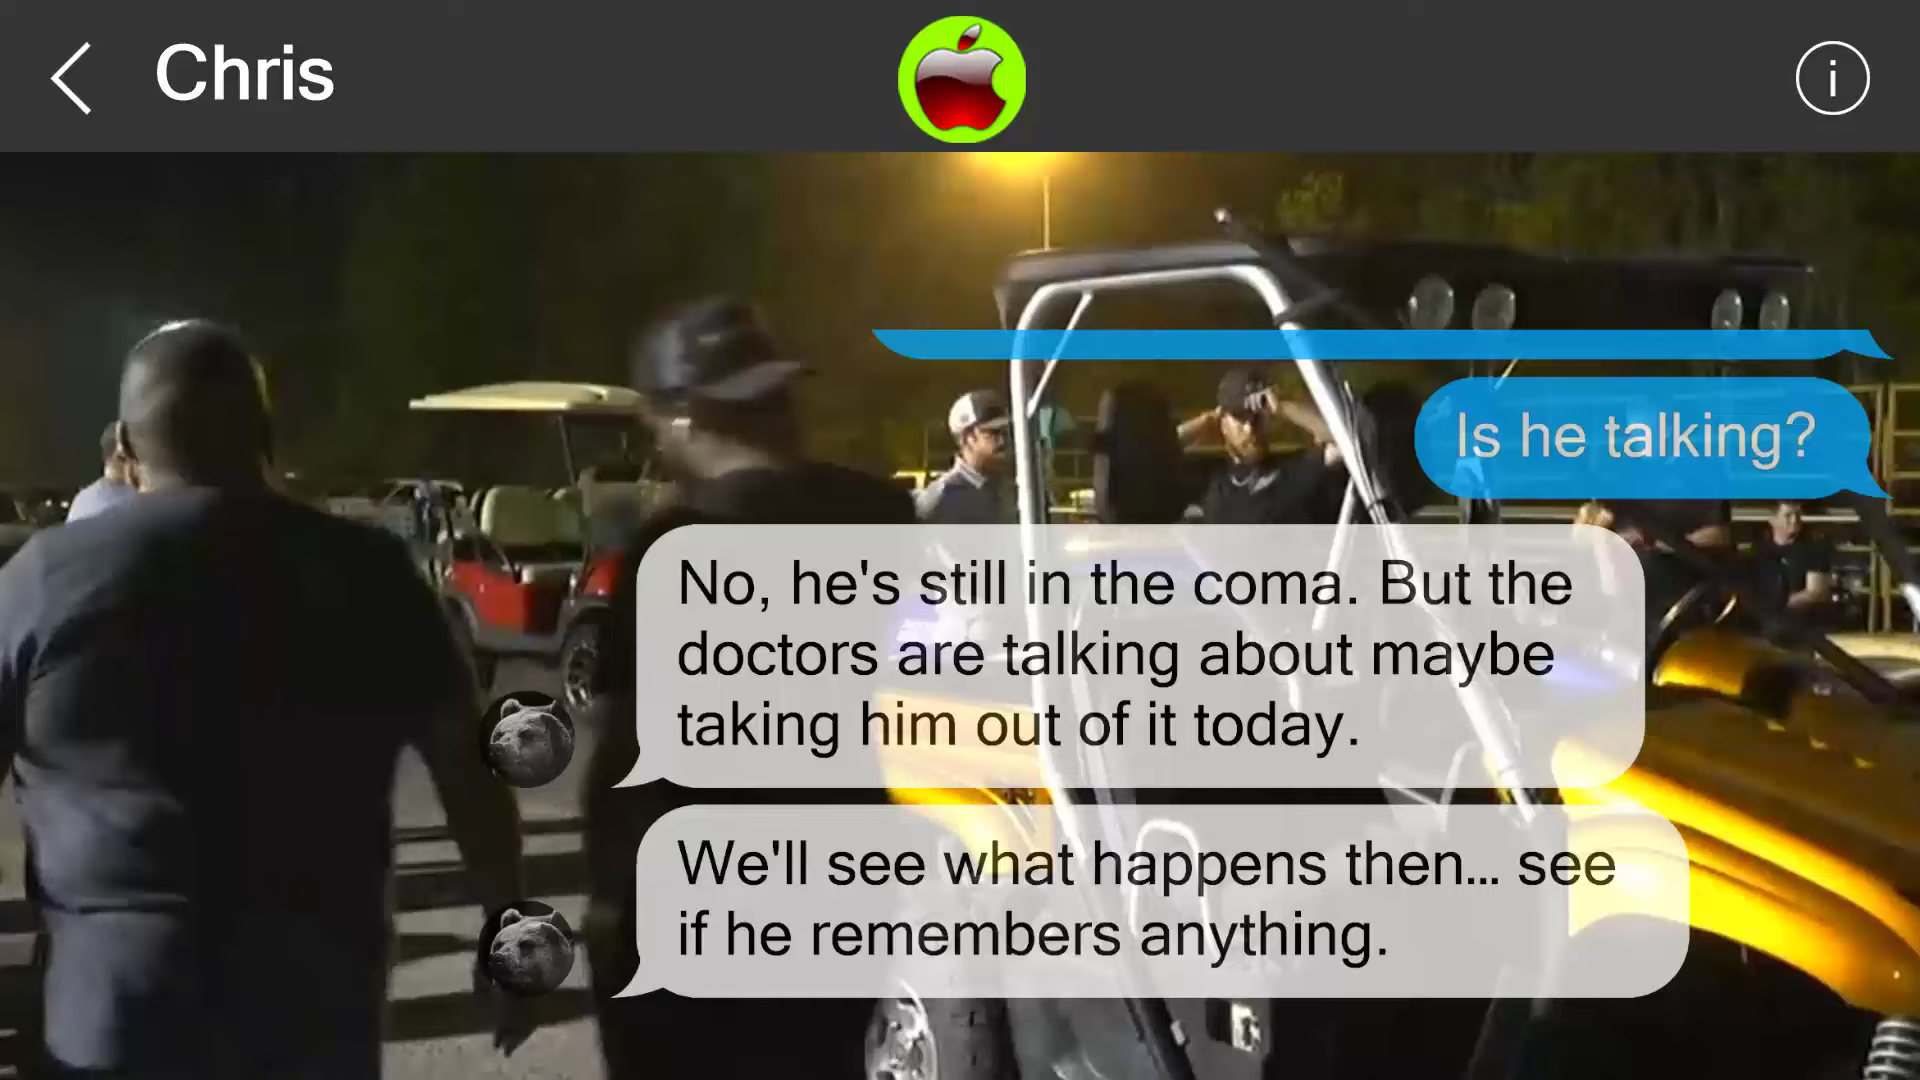 Chris
Is he talking?
No, he's still in the coma. But the
doctors are talking about maybe
taking him out of it today.
We'll see what happens then... see
if he remembers anything.